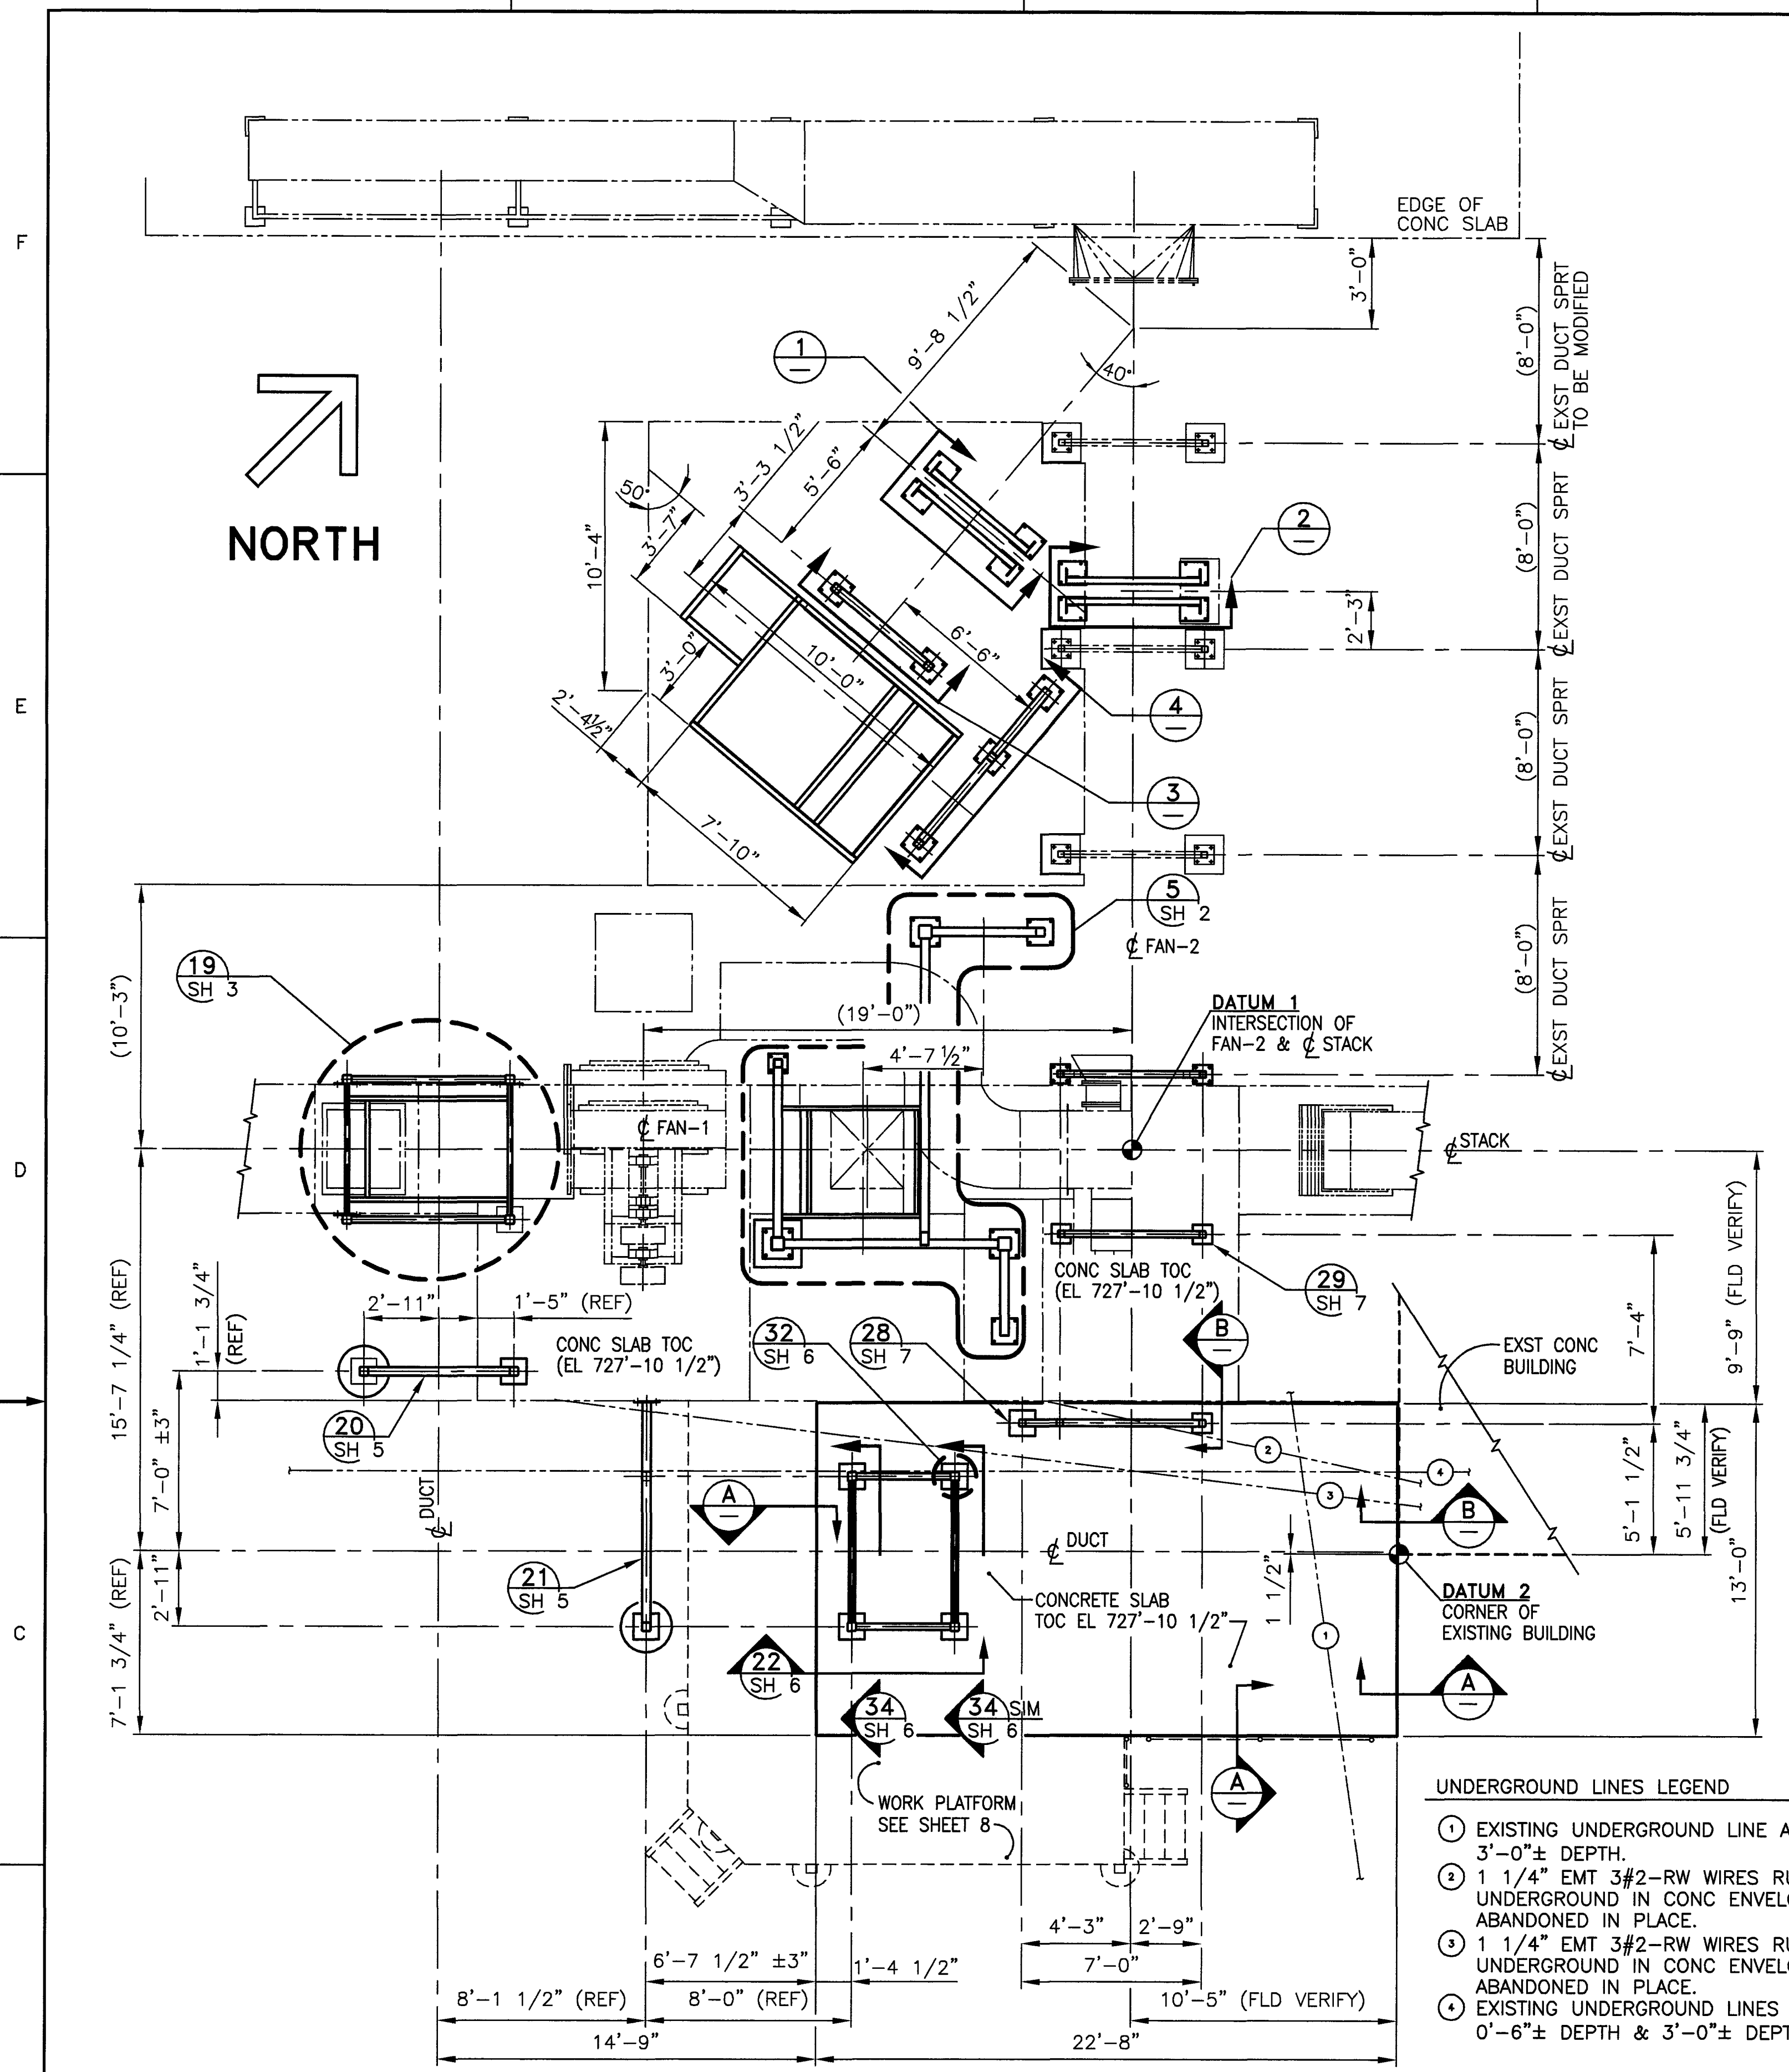 F
E
D
C
NORTH
EDGE OF
CONC SLAB
3'-0"
(8'-0")
₵ EXST DUCT SPRT
TO BE MODIFIED
9'-8 1/2"
40°
1
—
3'-3 1/2"
5'-6"
50°
3'-7"
10'-4"
2
—
(8'-0")
₵ EXST DUCT SPRT
2'-3"
6'-6"
10'-0"
3'-0"
2'-4½"
4
—
3
—
(8'-0")
₵ EXST DUCT SPRT
7'-10"
5
SH 2
₵ FAN-2
(8'-0")
₵ EXST DUCT SPRT
19
SH 3
(10'-3")
(19'-0")
DATUM 1
INTERSECTION OF
FAN-2 & ₵ STACK
4'-7 ½"
₵ FAN-1
₵ STACK
15'-7 1/4" (REF)
1'-1 3/4"
(REF)
2'-11"
1'-5" (REF)
CONC SLAB TOC
(EL 727'-10 1/2")
CONC SLAB TOC
(EL 727'-10 1/2")
29
SH 7
32
SH 6
28
SH 7
B
—
EXST CONC
BUILDING
7'-4"
9'-9" (FLD VERIFY)
20
SH 5
7'-0" ±3"
₵ DUCT
2
4
3
A
—
B
—
5'-1 1/2"
5'-11 3/4"
(FLD VERIFY)
₵ DUCT
1 1/2"
13'-0"
21
SH 5
2'-11"
7'-1 3/4" (REF)
CONCRETE SLAB
TOC EL 727'-10 1/2"
DATUM 2
CORNER OF
EXISTING BUILDING
1
22
SH 6
A
—
34
SH 6
34 SIM
SH 6
A
—
WORK PLATFORM
SEE SHEET 8
UNDERGROUND LINES LEGEND
1 EXISTING UNDERGROUND LINE
3'-0"± DEPTH.
2 1 1/4" EMT 3#2-RW WIRES
UNDERGROUND IN CONC
ABANDONED IN PLACE.
3 1 1/4" EMT 3#2-RW WIRES
UNDERGROUND IN CONC
ABANDONED IN PLACE.
4 EXISTING UNDERGROUND LINES
0'-6"± DEPTH & 3'-0"±
4'-3"
2'-9"
6'-7 1/2" ±3"
1'-4 1/2"
7'-0"
8'-1 1/2" (REF)
8'-0" (REF)
10'-5" (FLD VERIFY)
14'-9"
22'-8"